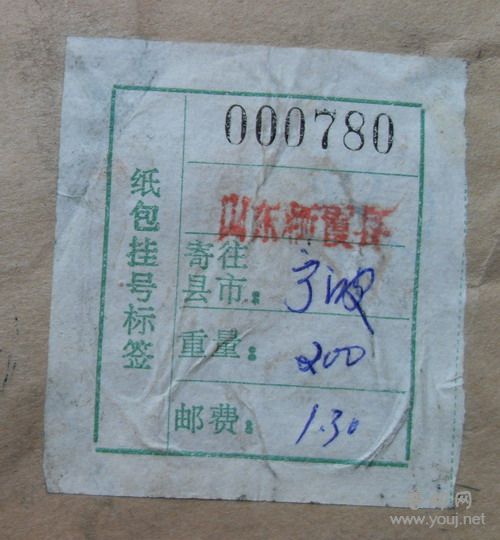 000780
山东
纸包挂号标签
寄往
县市：宁波
重量：200
邮费：1.30
网
www.youj.net